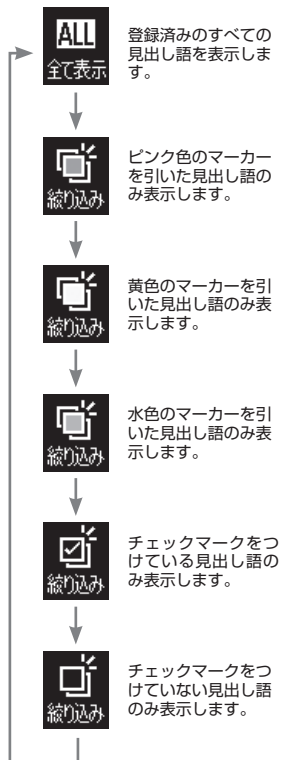 ALL
全て表示
登録済みのすべての
見出し語を表示しま
す。
絞り込み
ピンク色のマーカー
を引いた見出し語の
み表示します。
絞り込み
黄色のマーカーを引
いた見出し語のみ表
示します。
絞り込み
水色のマーカーを引
いた見出し語のみ表
示します。
絞り込み
チェックマークをつ
けている見出し語の
み表示します。
絞り込み
チェックマークをつ
けていない見出し語
のみ表示します。